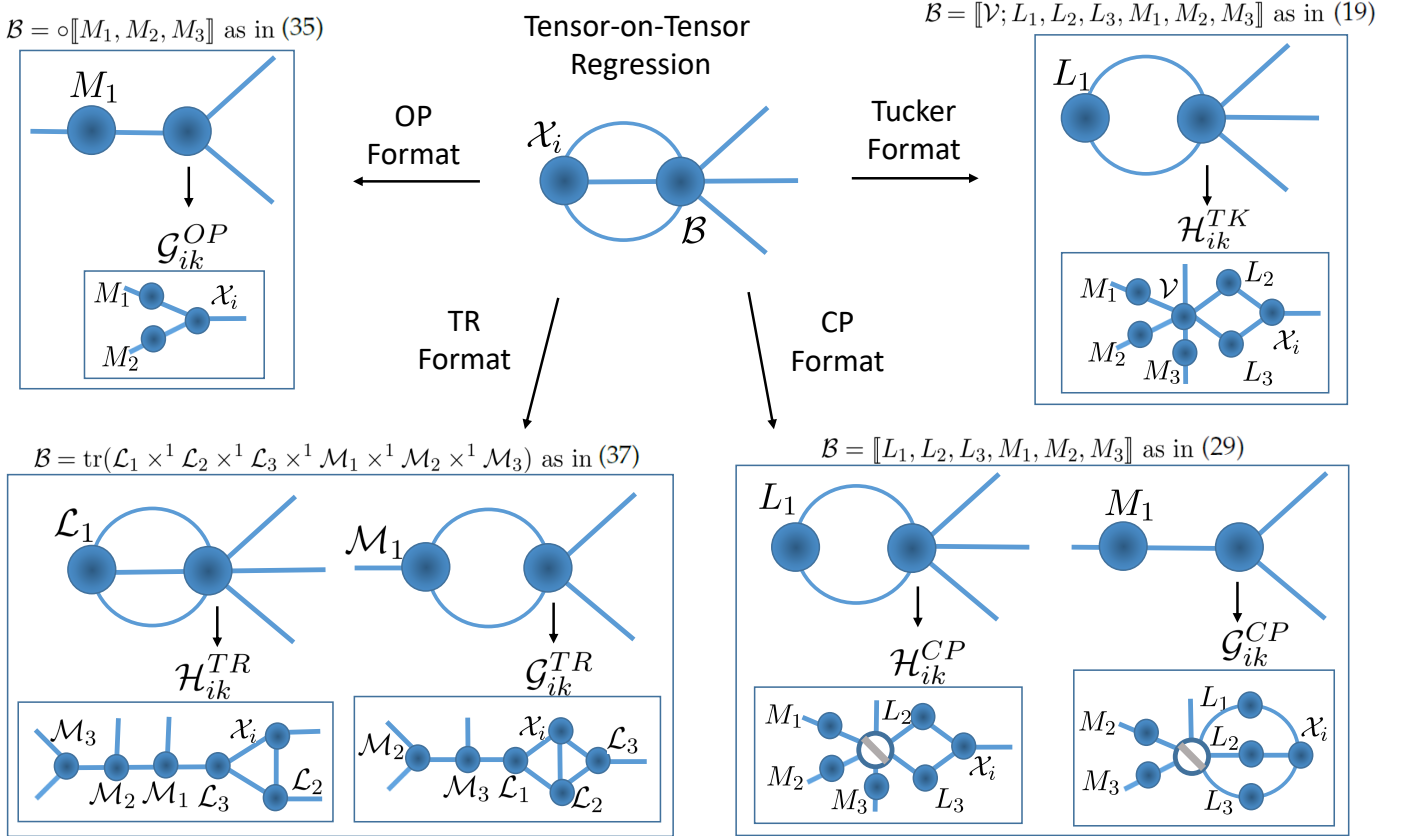 ℬ = ∘⟦M₁, M₂, M₃⟧ as in (35)
Tensor-on-Tensor
Regression
ℬ = ⟦𝒱; L₁, L₂, L₃, M₁, M₂, M₃⟧ as in (19)
M₁
OP
Format
𝒳ᵢ
ℬ
Tucker
Format
L₁
𝒢ᵢₖᴼᴾ
M₁
𝒳ᵢ
M₂
ℋᵢₖᵀᴷ
M₁
𝒱
L₂
M₂
M₃
L₃
𝒳ᵢ
TR
Format
CP
Format
ℬ = tr(ℒ₁ ×¹ ℒ₂ ×¹ ℒ₃ ×¹ ℳ₁ ×¹ ℳ₂ ×¹ ℳ₃) as in (37)
ℒ₁
ℳ₁
ℋᵢₖᵀᴿ
𝒢ᵢₖᵀᴿ
ℳ₃
𝒳ᵢ
ℳ₂
ℳ₁
ℒ₃
ℒ₂
ℳ₂
𝒳ᵢ
ℒ₃
ℳ₃
ℒ₁
ℒ₂
ℬ = ⟦L₁, L₂, L₃, M₁, M₂, M₃⟧ as in (29)
L₁
M₁
ℋᵢₖᶜᴾ
𝒢ᵢₖᶜᴾ
M₁
L₂
M₂
M₃
L₃
𝒳ᵢ
M₂
L₁
L₂
𝒳ᵢ
M₃
L₃